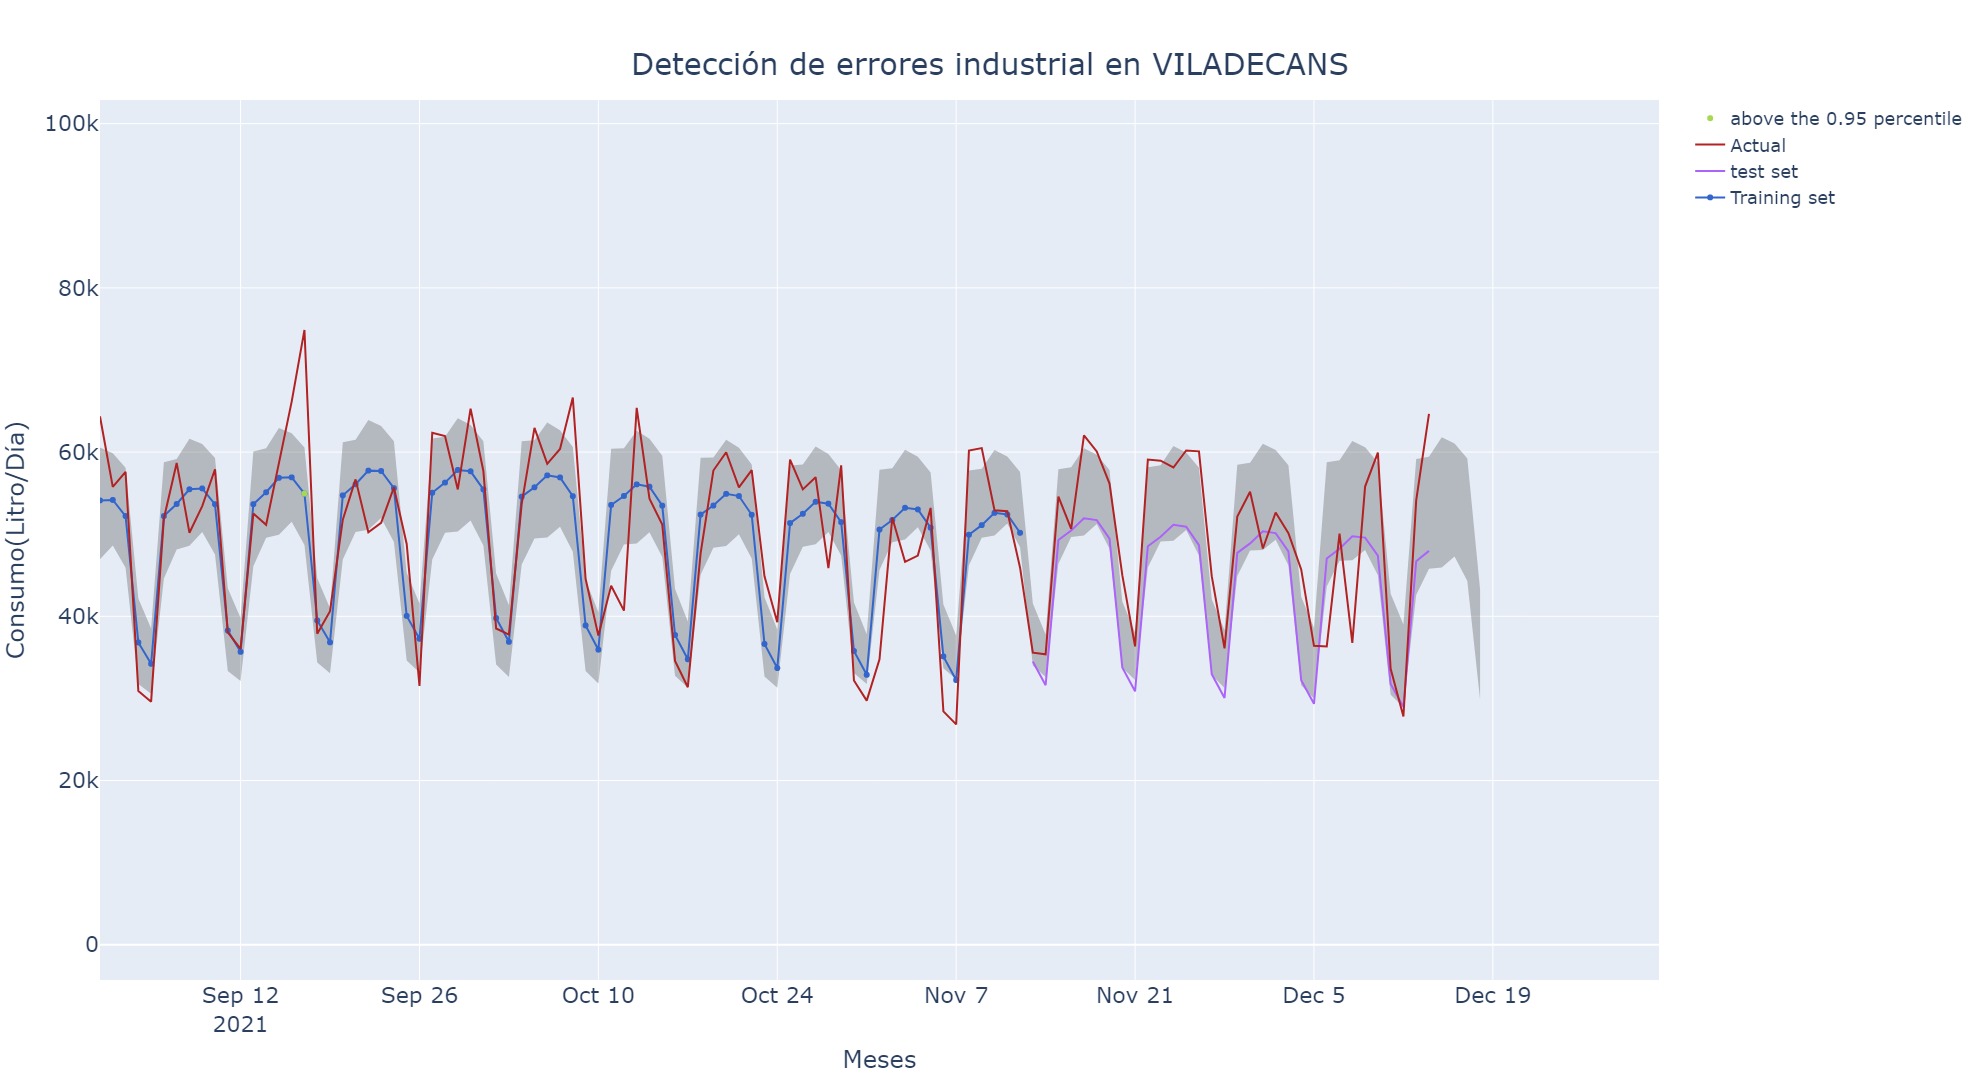 Detección de errores industrial en VILADECANS
above the 0.95 percentile
Actual
test set
Training set
Consumo(Litro/Día)
100k
80k
60k
40k
20k
0
Sep 12
2021
Sep 26
Oct 10
Oct 24
Nov 7
Nov 21
Dec 5
Dec 19
Meses